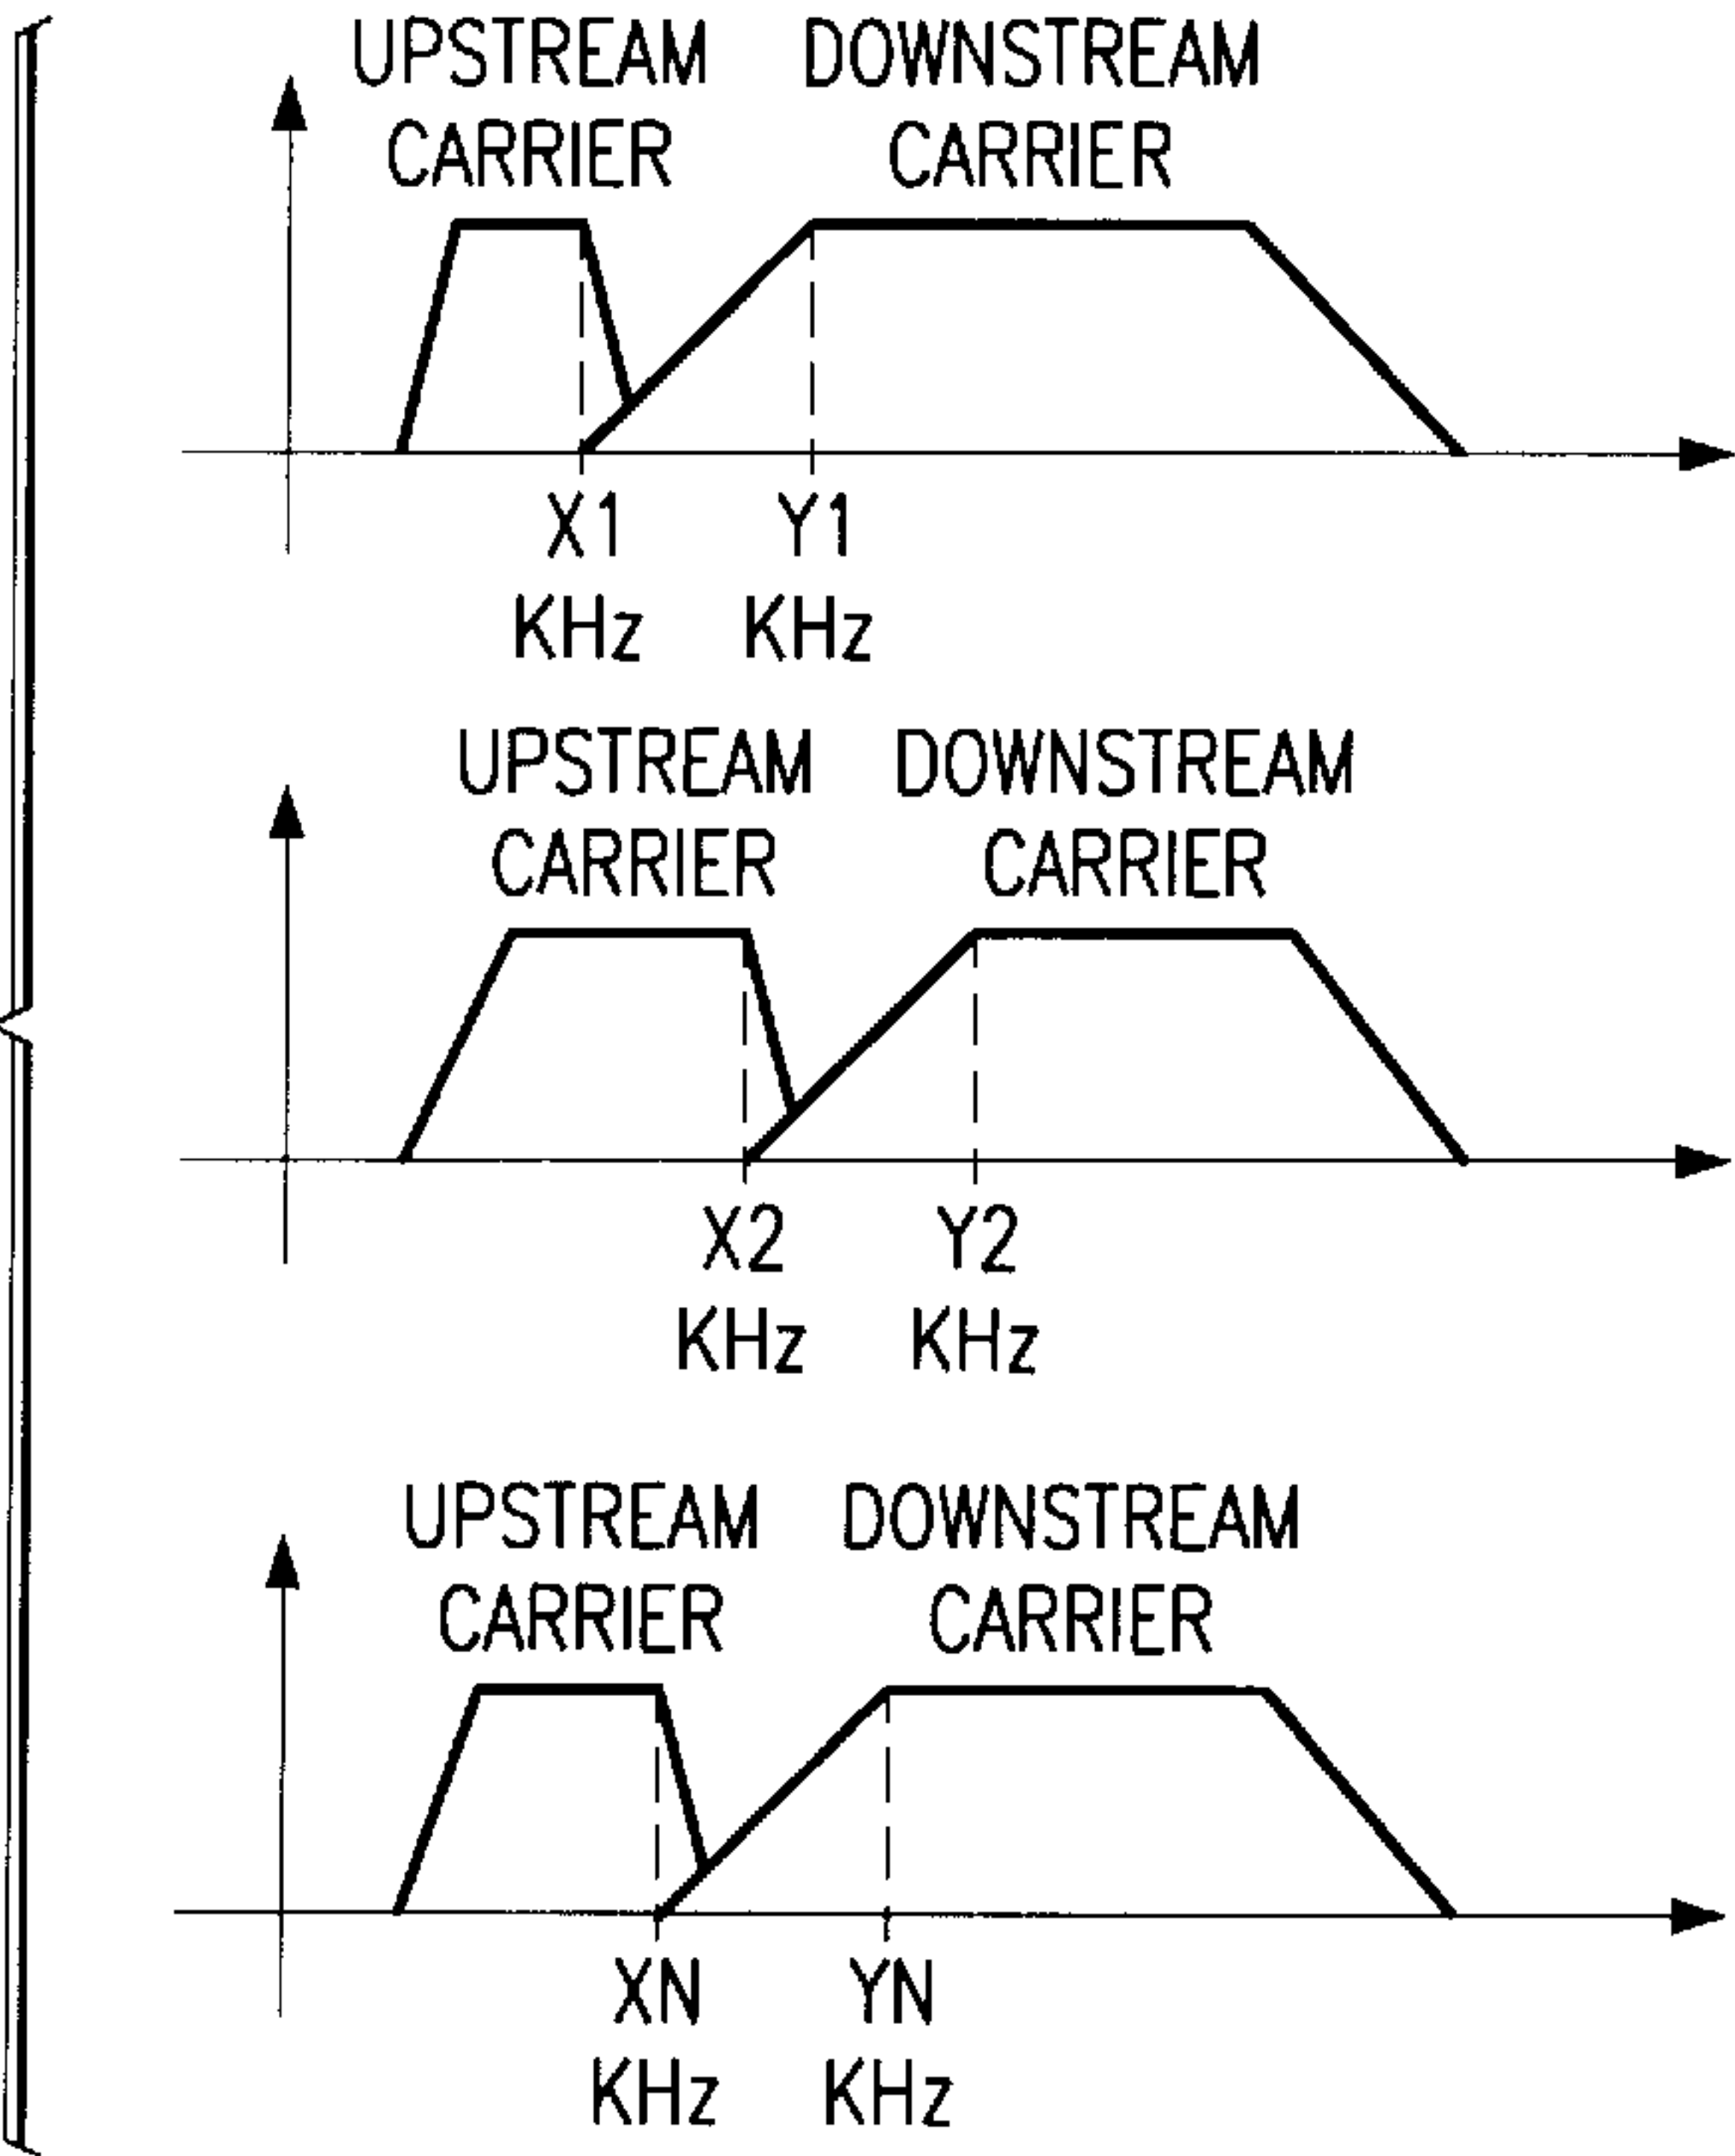 UPSTREAM DOWNSTREAM
CARRIER CARRIER
X1 Y1
KHz KHz
UPSTREAM DOWNSTREAM
CARRIER CARRIER
X2 Y2
KHz KHz
UPSTREAM DOWNSTREAM
CARRIER CARRIER
XN YN
KHz KHz